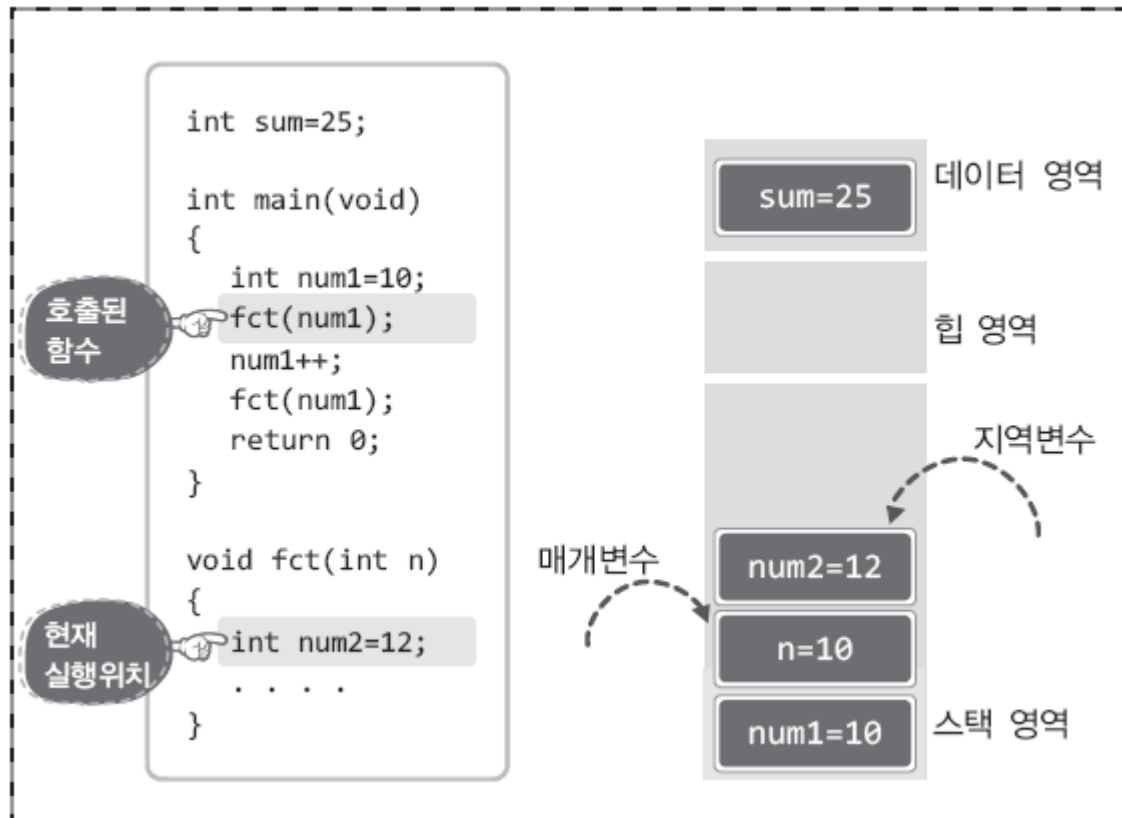 int sum=25;
int main(void)
{
int num1=10;
호출된
함수
fct(num1);
num1++;
fct(num1);
return 0;
}
void fct(int n)
{
현재
실행위치
int num2=12;
. . . .
}
sum=25
데이터 영역
힙 영역
지역변수
매개변수
num2=12
n=10
num1=10
스택 영역